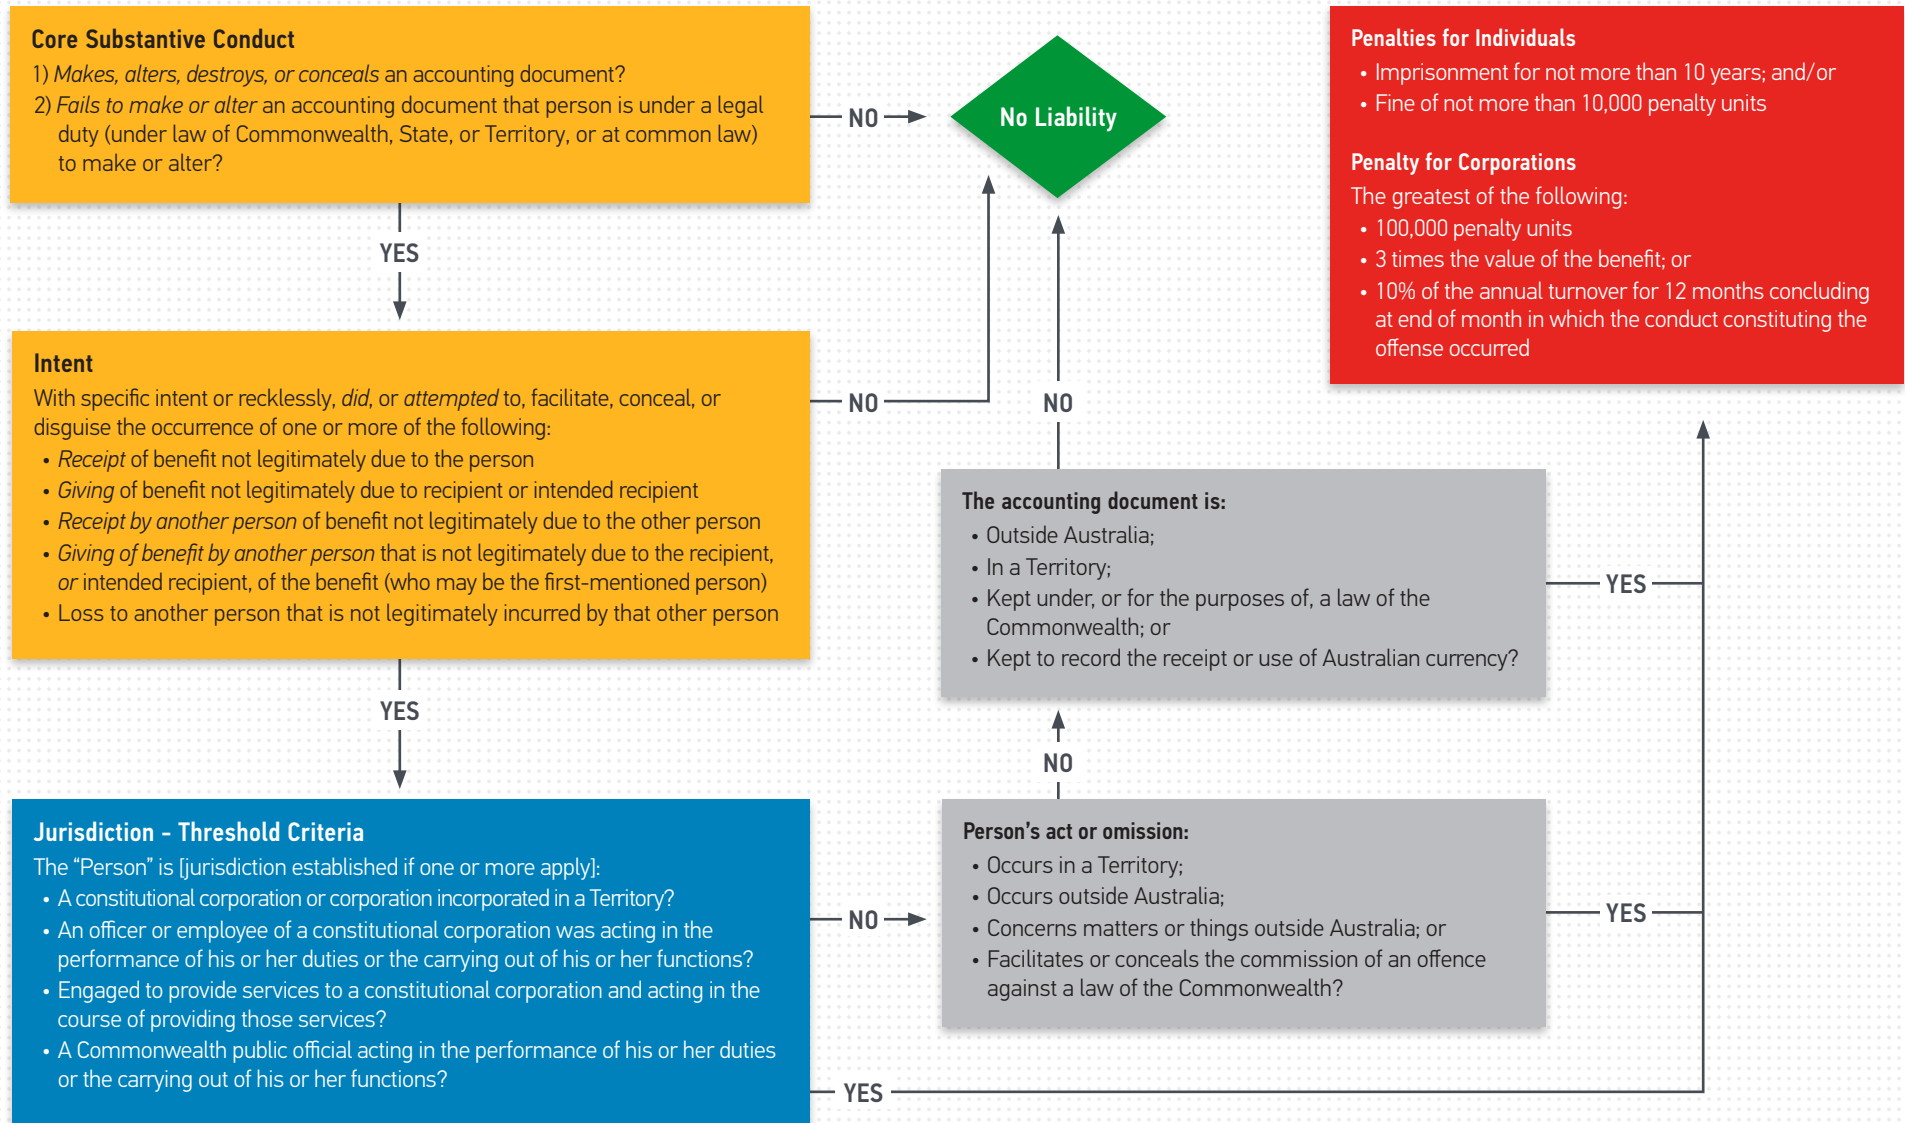 Core Substantive Conduct
1) Makes, alters, destroys, or conceals an accounting document?
2) Fails to make or alter an accounting document that person is under a legal
duty (under law of Commonwealth, State, or Territory, or at common law)
to make or alter?
NO
No Liability
Penalties for Individuals
• Imprisonment for not more than 10 years; and/or
• Fine of not more than 10,000 penalty units
Penalty for Corporations
The greatest of the following:
• 100,000 penalty units
• 3 times the value of the benefit; or
• 10% of the annual turnover for 12 months concluding
at end of month in which the conduct constituting the
offense occurred
YES
Intent
With specific intent or recklessly, did, or attempted to, facilitate, conceal, or
disguise the occurrence of one or more of the following:
• Receipt of benefit not legitimately due to the person
• Giving of benefit not legitimately due to recipient or intended recipient
• Receipt by another person of benefit not legitimately due to the other person
• Giving of benefit by another person that is not legitimately due to the recipient,
or intended recipient, of the benefit (who may be the first-mentioned person)
• Loss to another person that is not legitimately incurred by that other person
NO
NO
The accounting document is:
• Outside Australia;
• In a Territory;
• Kept under, or for the purposes of, a law of the
Commonwealth; or
• Kept to record the receipt or use of Australian currency?
YES
YES
NO
Jurisdiction - Threshold Criteria
The “Person” is [jurisdiction established if one or more apply]:
• A constitutional corporation or corporation incorporated in a Territory?
• An officer or employee of a constitutional corporation was acting in the
performance of his or her duties or the carrying out of his or her functions?
• Engaged to provide services to a constitutional corporation and acting in the
course of providing those services?
• A Commonwealth public official acting in the performance of his or her duties
or the carrying out of his or her functions?
NO
Person’s act or omission:
• Occurs in a Territory;
• Occurs outside Australia;
• Concerns matters or things outside Australia; or
• Facilitates or conceals the commission of an offence
against a law of the Commonwealth?
YES
YES